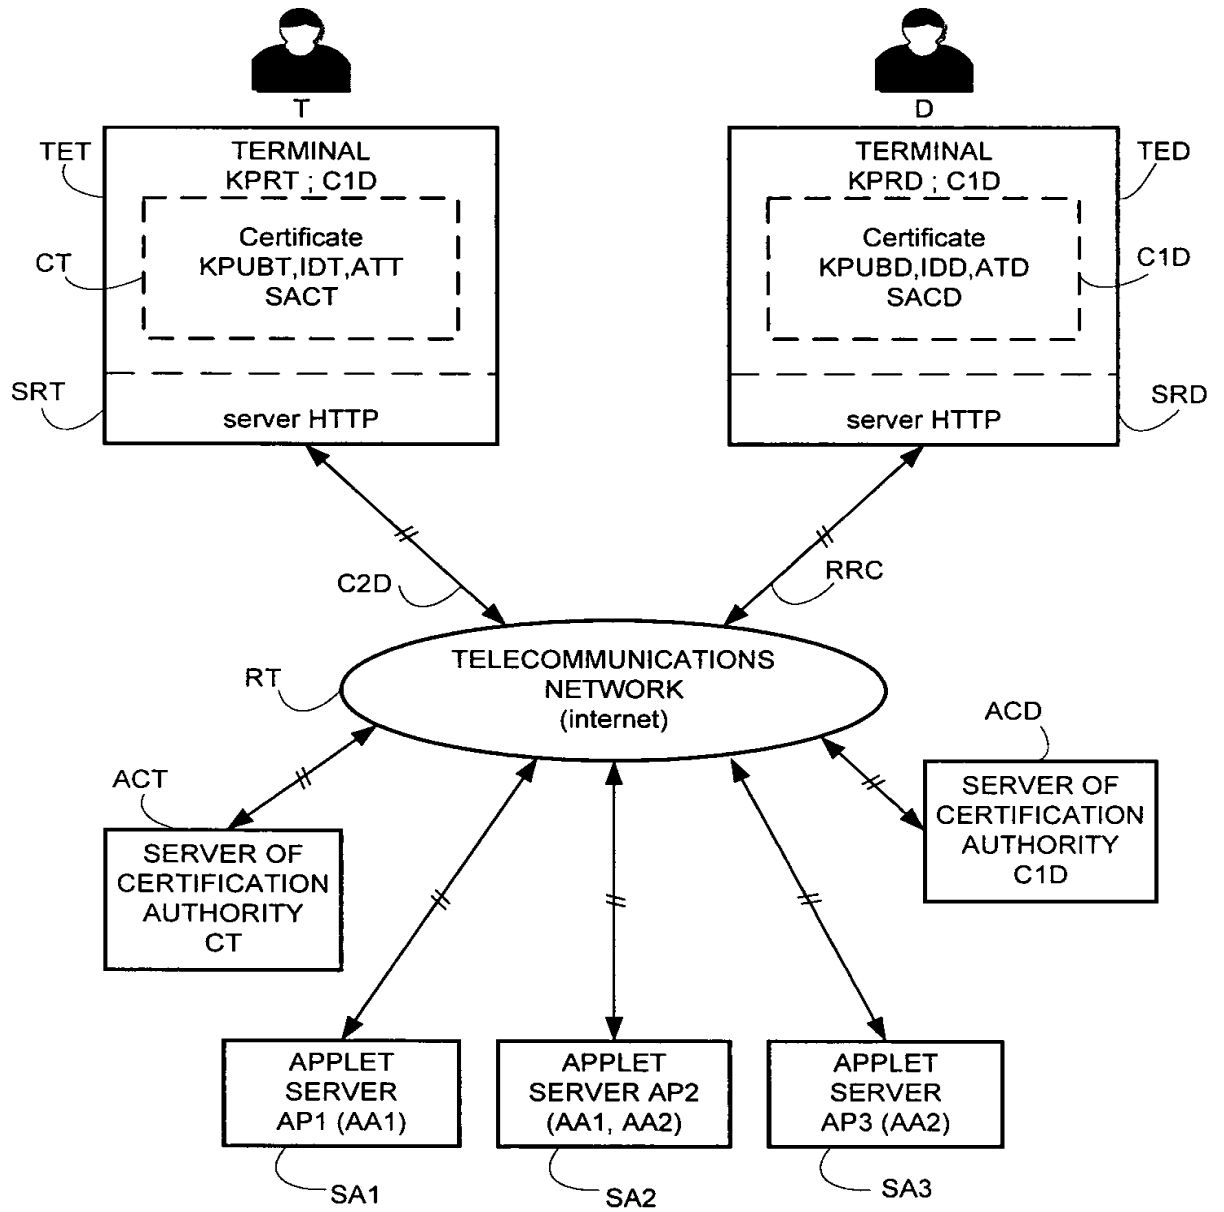 T
D
TET
TERMINAL
KPRT ; C1D
CT
Certificate
KPUBT,IDT,ATT
SACT
SRT
server HTTP
TERMINAL
KPRD ; C1D
TED
Certificate
KPUBD,IDD,ATD
SACD
C1D
server HTTP
SRD
C2D
RRC
RT
TELECOMMUNICATIONS
NETWORK
(internet)
ACT
SERVER OF
CERTIFICATION
AUTHORITY
CT
ACD
SERVER OF
CERTIFICATION
AUTHORITY
C1D
APPLET
SERVER
AP1 (AA1)
SA1
APPLET
SERVER AP2
(AA1, AA2)
SA2
APPLET
SERVER
AP3 (AA2)
SA3